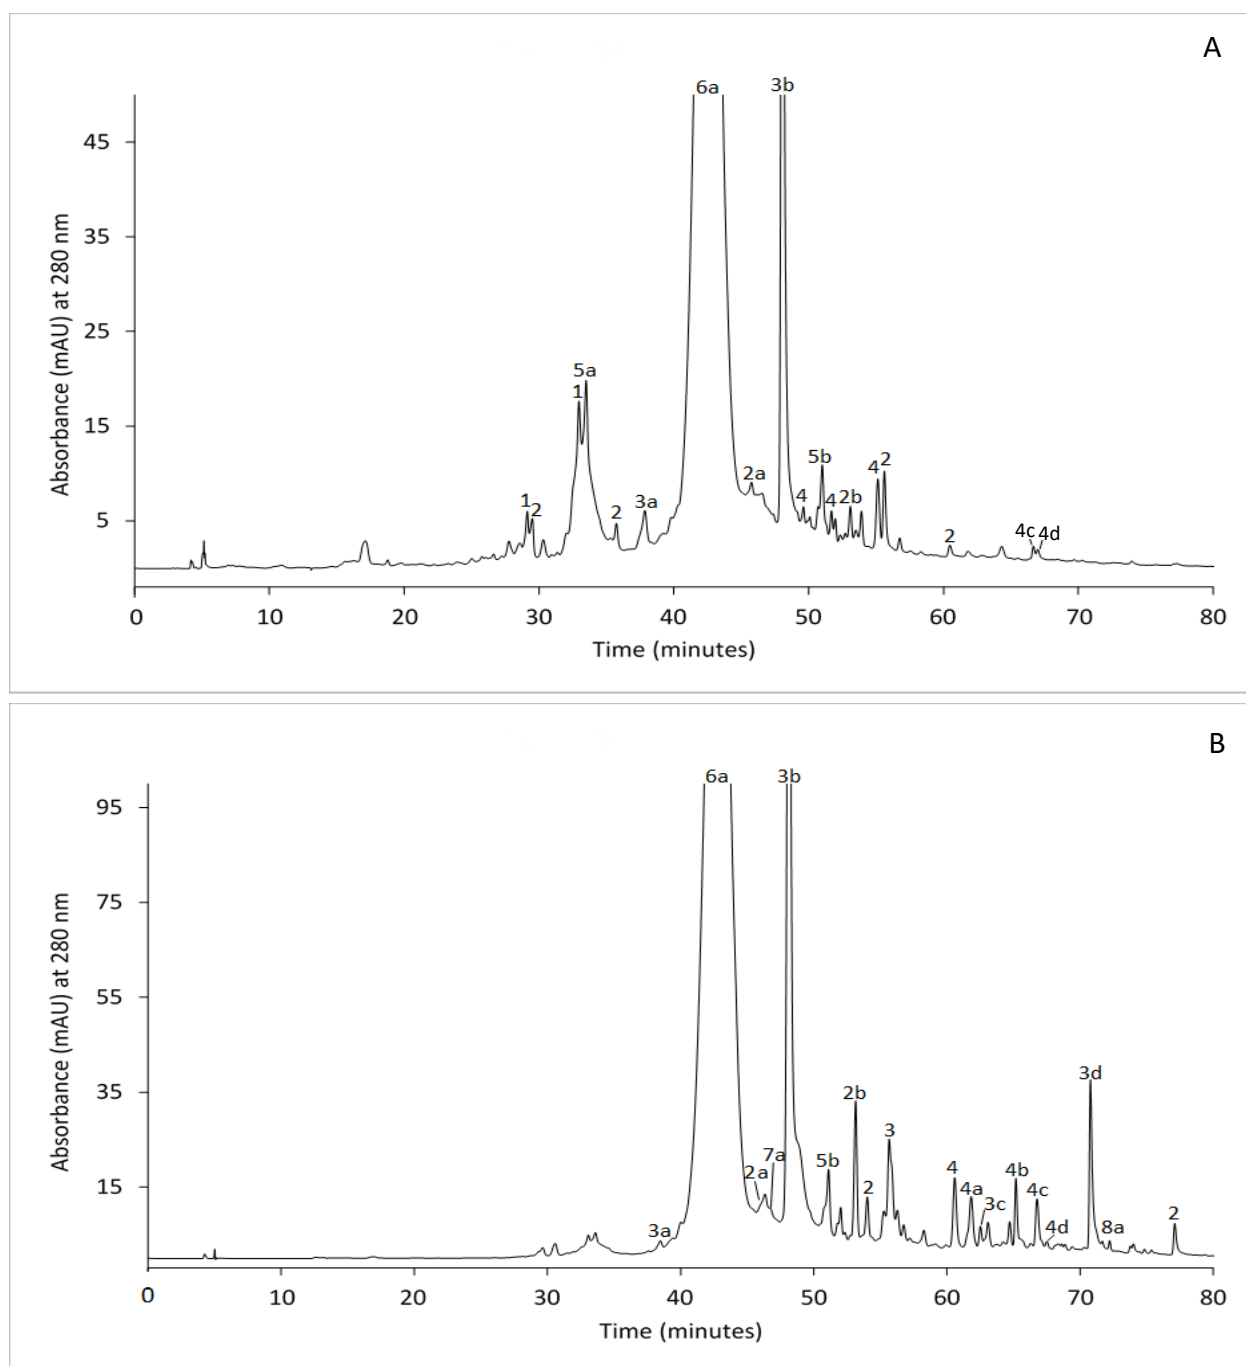 A
Absorbance (mAU) at 280 nm
45
35
25
15
5
6a
3b
5a
1
1
2
2
3a
2a
4
5b
4
2b
4
2
2
4c
4d
0 10 20 30 40 50 60 70 80
Time (minutes)
B
Absorbance (mAU) at 280 nm
95
75
55
35
15
6a
3b
3a
2a
7a
5b
2b
2
3
4
4a
3c
4b
4c
4d
3d
8a
2
0 10 20 30 40 50 60 70 80
Time (minutes)